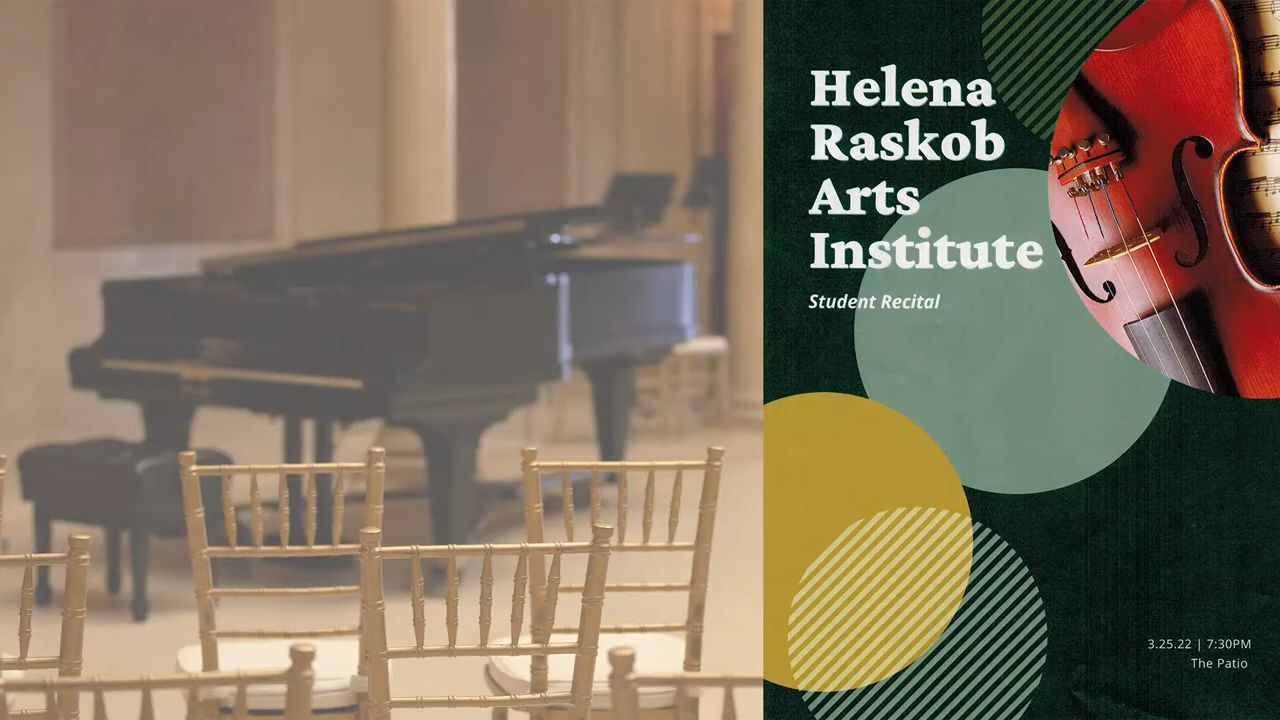 Helena
Raskob
Arts
Institute
Student Recital
3.25.22 | 7:30PM
The Patio